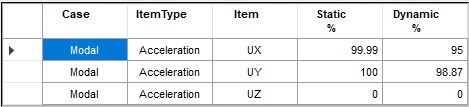 Case ItemType Item Static Dynamic
% %
Modal Acceleration UX 99.99 95
Modal Acceleration UY 100 98.87
Modal Acceleration UZ 0 0